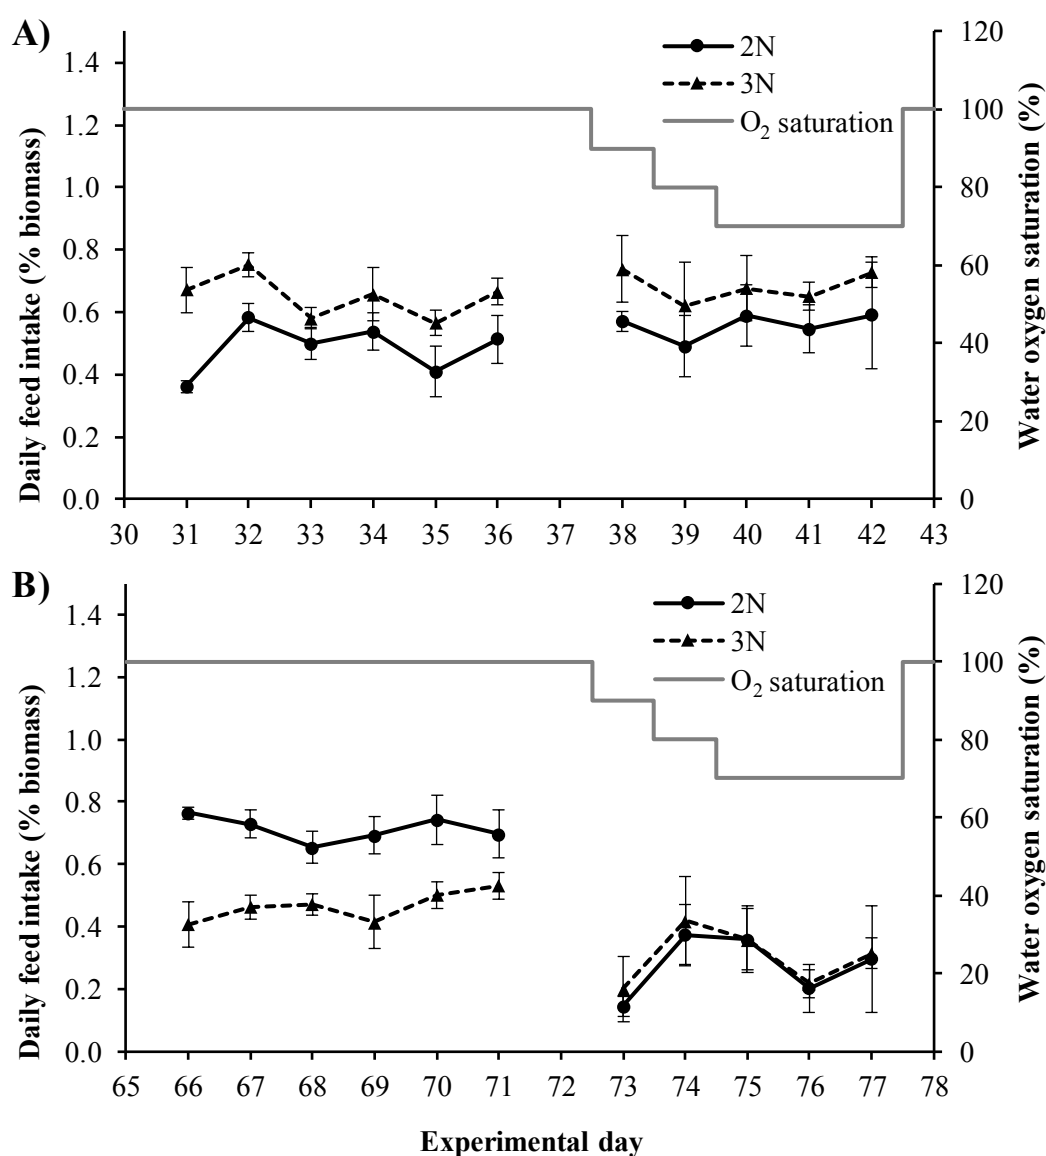 A)
2N
3N
O₂ saturation
Daily feed intake (% biomass)
1.4
1.2
1.0
0.8
0.6
0.4
0.2
0.0
120
100
80
60
40
20
0
Water oxygen saturation (%)
30 31 32 33 34 35 36 37 38 39 40 41 42 43
B)
2N
3N
O₂ saturation
Daily feed intake (% biomass)
1.4
1.2
1.0
0.8
0.6
0.4
0.2
0.0
120
100
80
60
40
20
0
Water oxygen saturation (%)
65 66 67 68 69 70 71 72 73 74 75 76 77 78
Experimental day